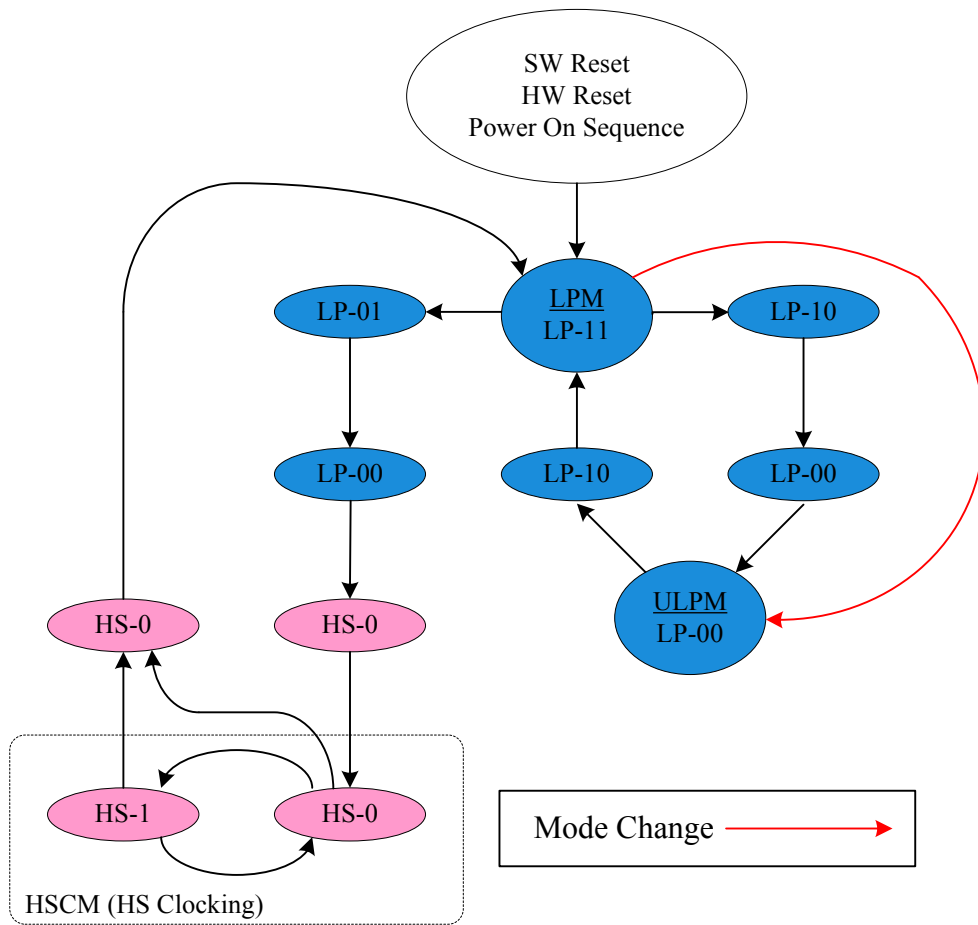 SW Reset
HW Reset
Power On Sequence
LP-01
LPM
LP-11
LP-10
LP-00
LP-10
LP-00
HS-0
HS-0
ULPM
LP-00
HS-1
HS-0
HSCM (HS Clocking)
Mode Change